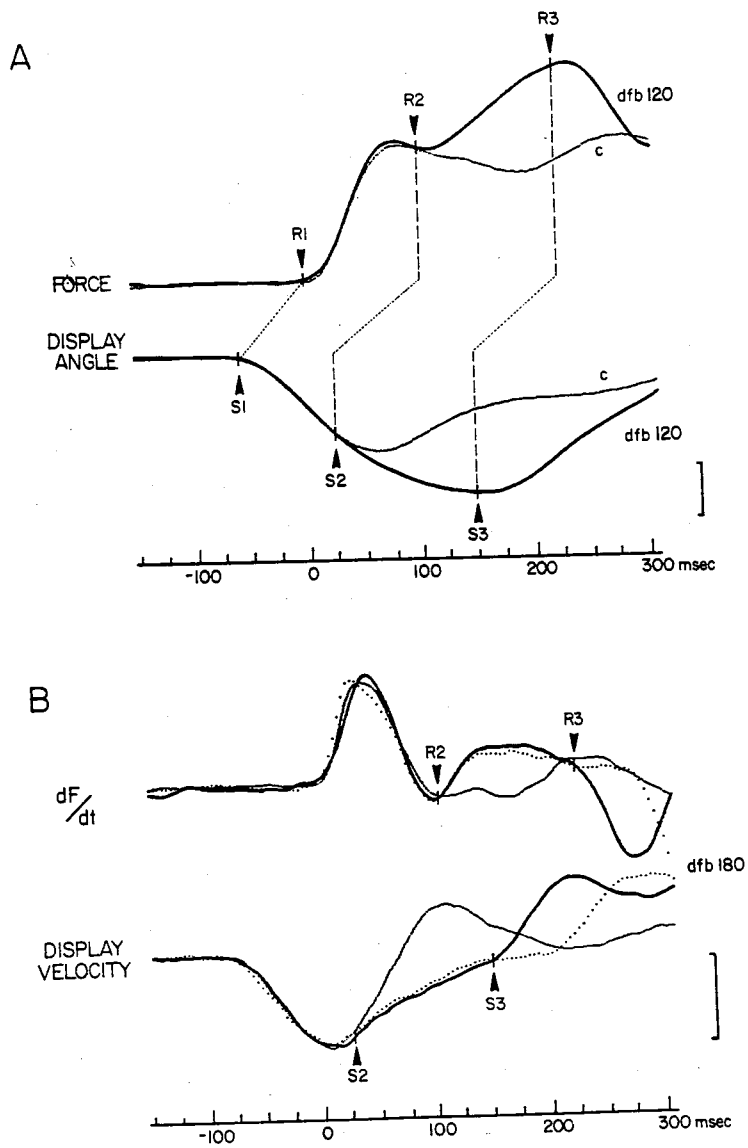 A
R3
dfb 120
R2
c
R1
FORCE
DISPLAY
ANGLE
c
S1
dfb 120
S2
S3
-100 0 100 200 300 msec
B
R2
R3
dF/dt
dfb 180
DISPLAY
VELOCITY
S3
S2
-100 0 100 200 300 msec